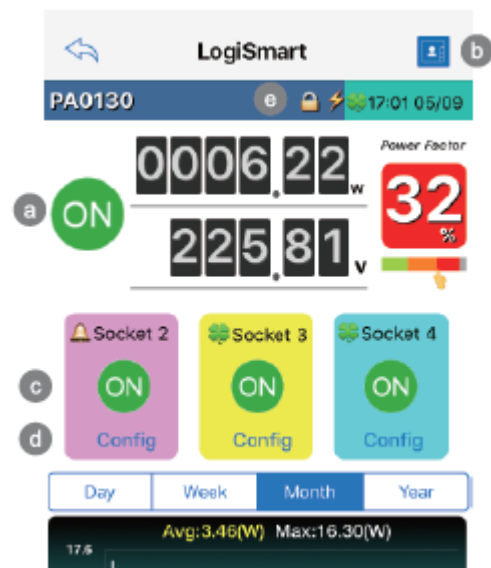 LogiSmart
b
PA0130 e 17:01 05/09
Power Factor
0006.22 w
32 %
a ON
225.81 V
Socket 2 Socket 3 Socket 4
c ON ON ON
d Config Config Config
Day Week Month Year
Avg:3.46(W) Max:16.30(W)
17.6